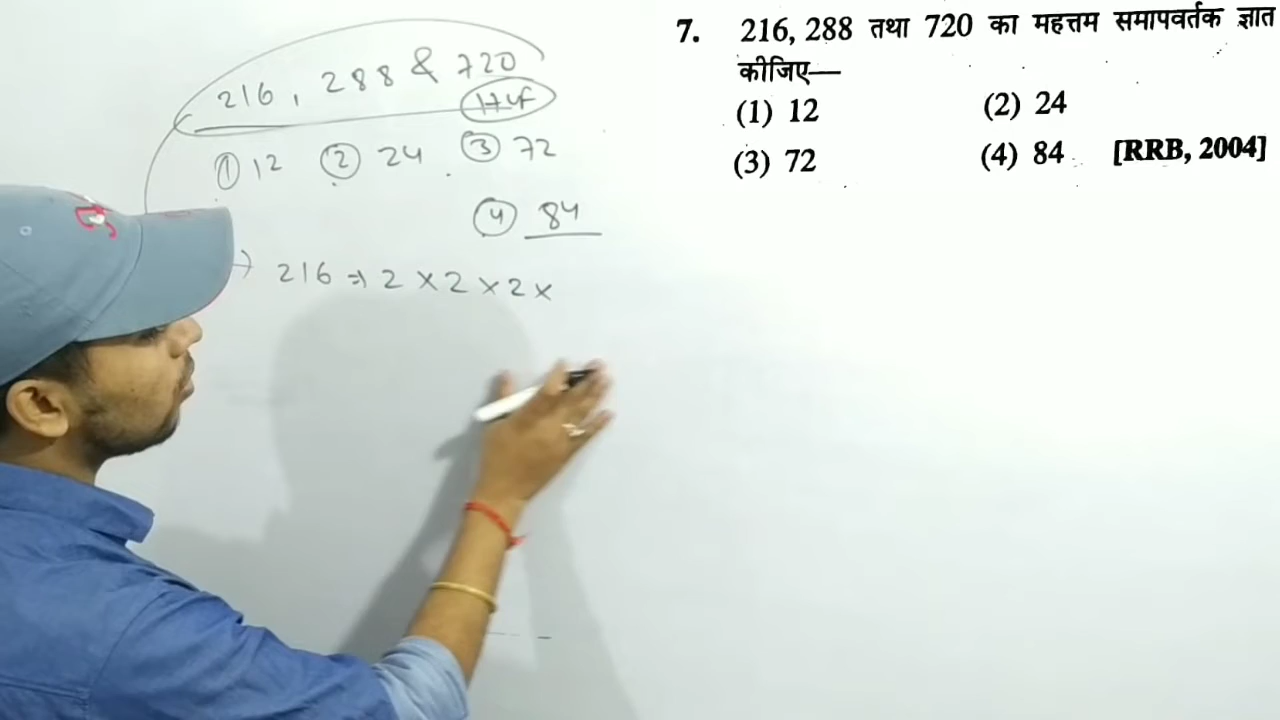 216, 288 & 720
HCF
① 12 ② 24 ③ 72
④ 84
→ 216 ⇒ 2 × 2 × 2 ×
7. 216, 288 तथा 720 का महत्तम समापवर्तक ज्ञात
कीजिए—
(1) 12 (2) 24
(3) 72 (4) 84 [RRB, 2004]